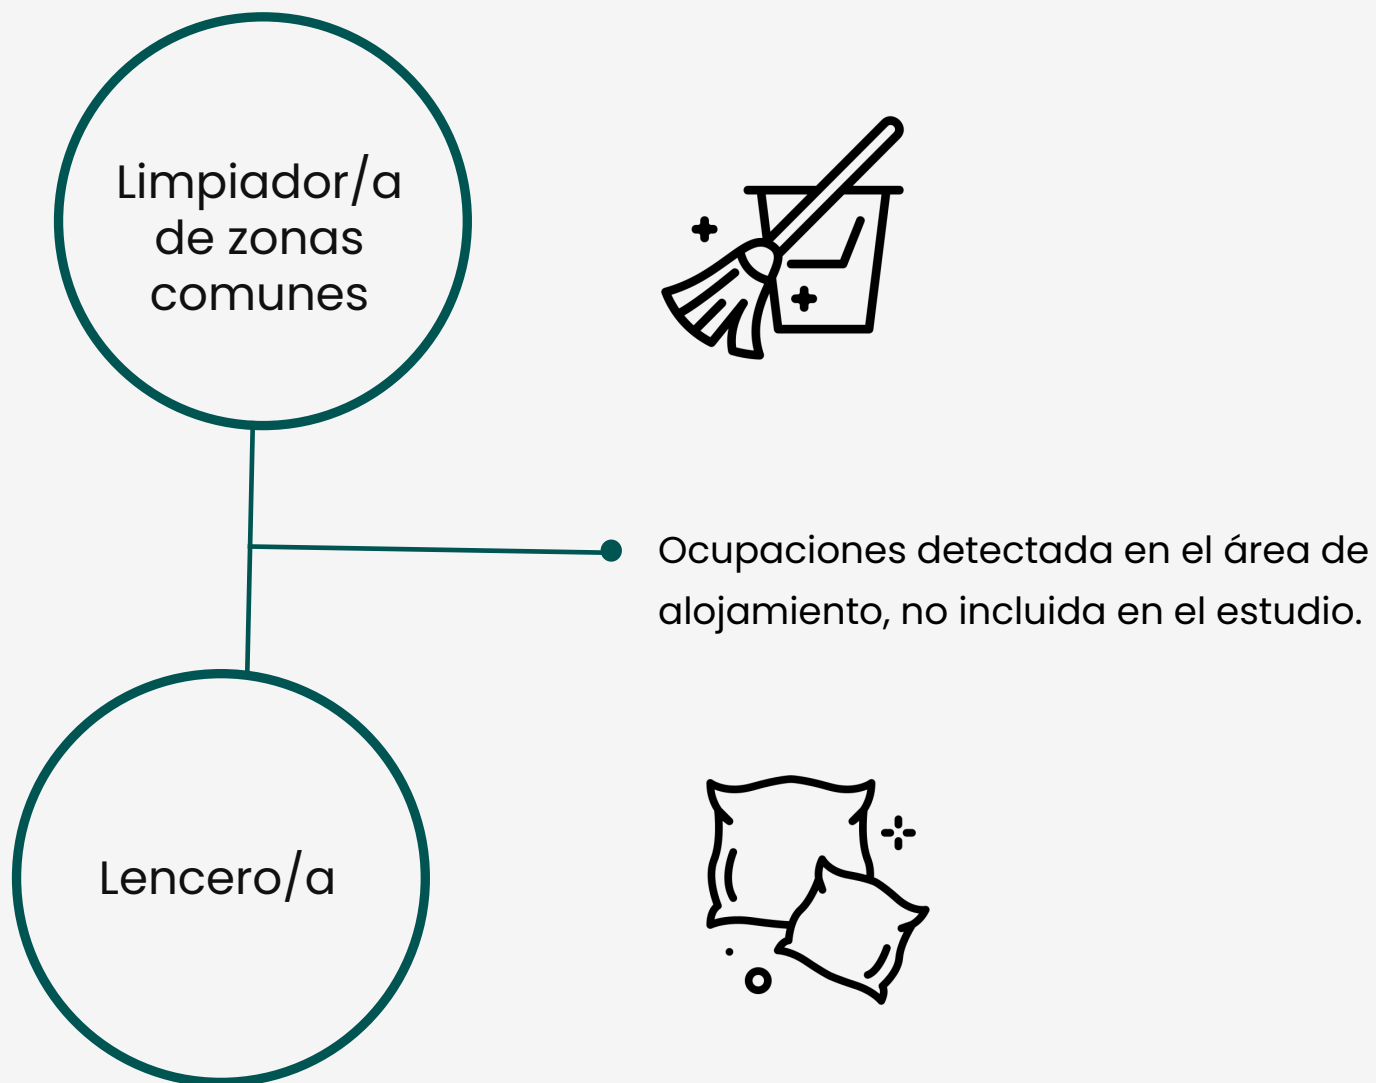 Limpiador/a
de zonas
comunes
Ocupaciones detectada en el área de
alojamiento, no incluida en el estudio.
Lencero/a